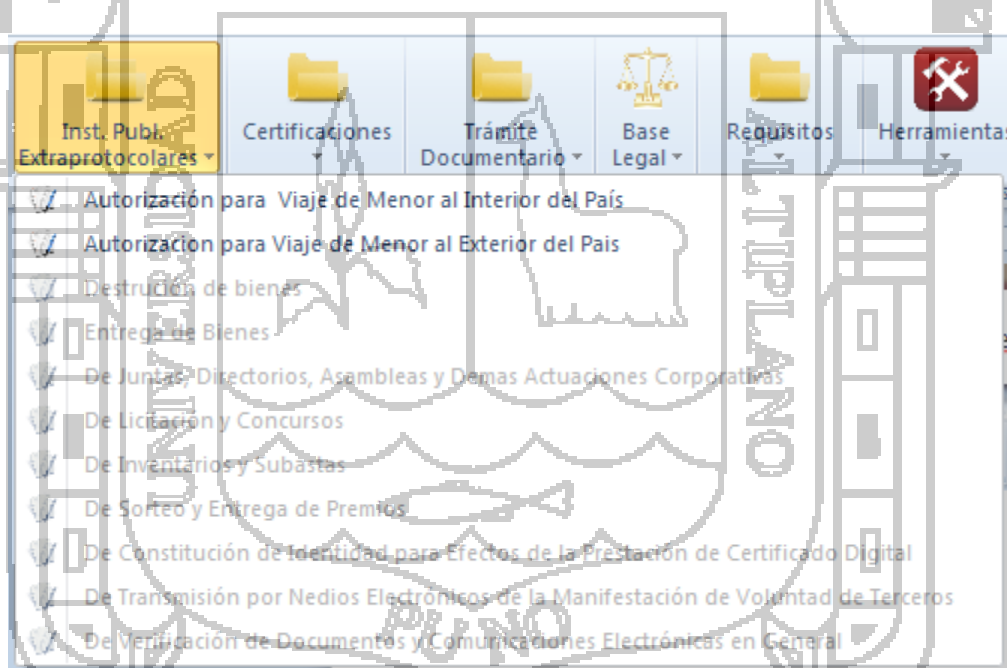 Inst. Publ.
Extraprotocolares
Certificaciones
Trámite
Documentario
Base
Legal
Requisitos
Herramientas
Autorización para Viaje de Menor al Interior del País
Autorizacion para Viaje de Menor al Exterior del Pais
Destrución de bienes
Entrega de Bienes
De Juntas, Directorios, Asambleas y Demas Actuaciones Corporativas
De Licitación y Concursos
De Inventarios y Subastas
De Sorteo y Entrega de Premios
De Constitución de Identidad para Efectos de la Prestación de Certificado Digital
De Transmisión por Nedios Electrónicos de la Manifestación de Voluntad de Terceros
De Verificación de Documentos y Comunicaciones Electrónicas en General
UNIVERSIDAD
ALTIPLANO
PUNO